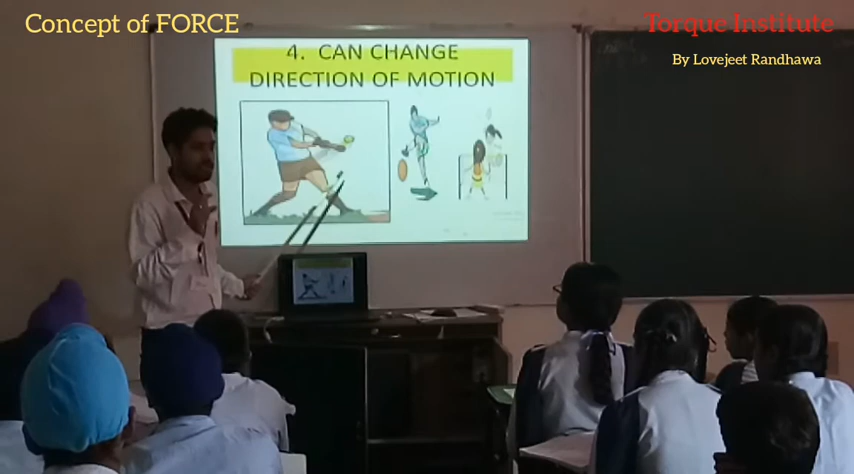 Concept of FORCE
Torque Institute
By Lovejeet Randhawa
4. CAN CHANGE
DIRECTION OF MOTION